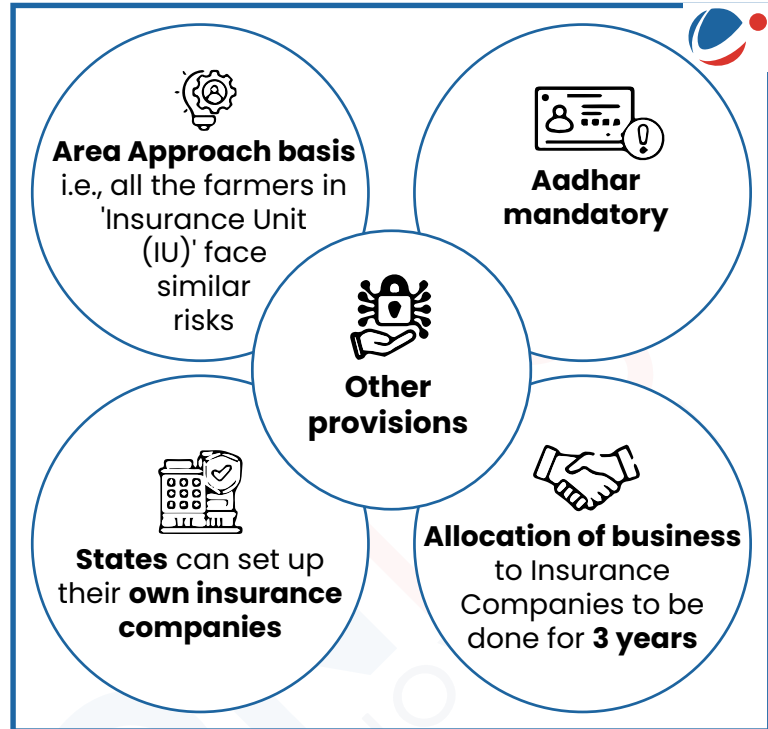 Area Approach basis
i.e., all the farmers in
'Insurance Unit
(IU)' face
similar
risks
Aadhar
mandatory
Other
provisions
States can set up
their own insurance
companies
Allocation of business
to Insurance
Companies to be
done for 3 years